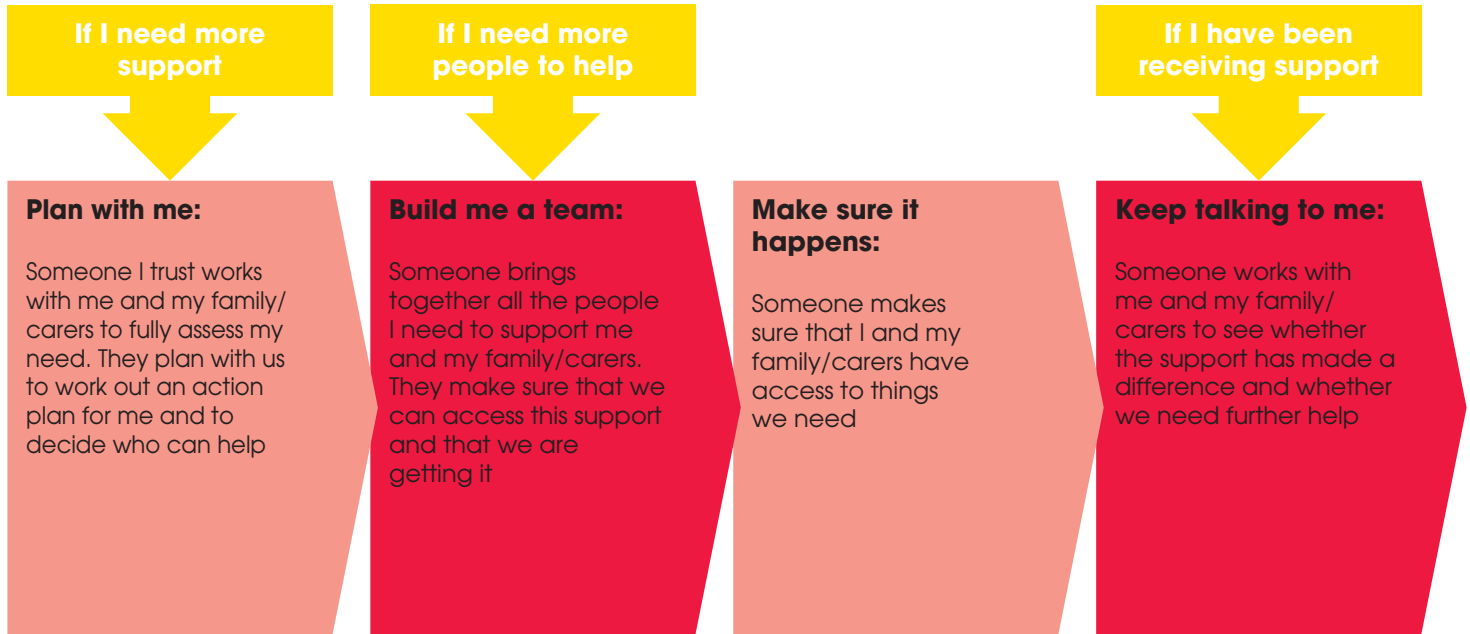 If I need more
support
If I need more
people to help
If I have been
receiving support
Plan with me:
Someone I trust works
with me and my family/
carers to fully assess my
need. They plan with us
to work out an action
plan for me and to
decide who can help
Build me a team:
Someone brings
together all the people
I need to support me
and my family/carers.
They make sure that we
can access this support
and that we are
getting it
Make sure it
happens:
Someone makes
sure that I and my
family/carers have
access to things
we need
Keep talking to me:
Someone works with
me and my family/
carers to see whether
the support has made a
difference and whether
we need further help